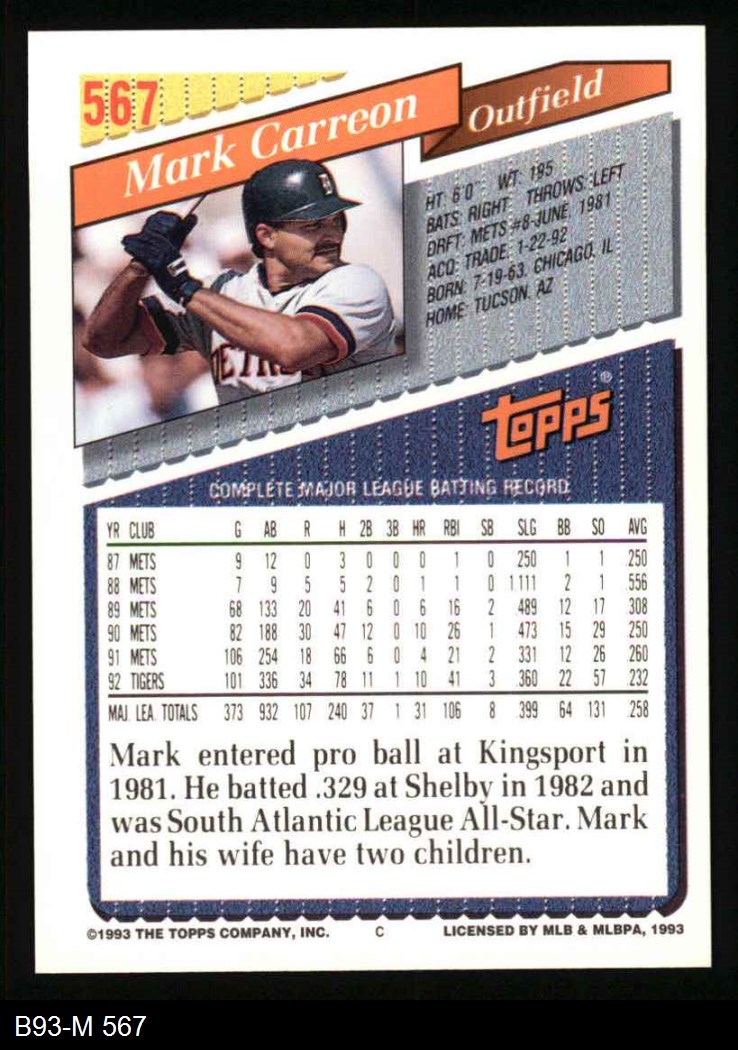 567
Mark Carreon
Outfield
HT: 6'0" WT: 195
BATS: RIGHT THROWS: LEFT
DRFT: METS #8-JUNE, 1981
ACQ: TRADE, 1-22-92
BORN: 7-19-63, CHICAGO, IL
HOME: TUCSON, AZ
DETR
TOPPS®
COMPLETE MAJOR LEAGUE BATTING RECORD
YR CLUB G AB R H 2B 3B HR RBI SB SLG BB SO AVG
87 METS 9 12 0 3 0 0 0 1 0 .250 1 1 .250
88 METS 7 9 5 5 2 0 1 1 0 1.111 2 1 .556
89 METS 68 133 20 41 6 0 6 16 2 .489 12 17 .308
90 METS 82 188 30 47 12 0 10 26 1 .473 15 29 .250
91 METS 106 254 18 66 6 0 4 21 2 .331 12 26 .260
92 TIGERS 101 336 34 78 11 1 10 41 3 .360 22 57 .232
MAJ. LEA. TOTALS 373 932 107 240 37 1 31 106 8 .399 64 131 .258
Mark entered pro ball at Kingsport in
1981. He batted .329 at Shelby in 1982 and
was South Atlantic League All-Star. Mark
and his wife have two children.
©1993 THE TOPPS COMPANY, INC. C LICENSED BY MLB & MLBPA, 1993
B93-M 567